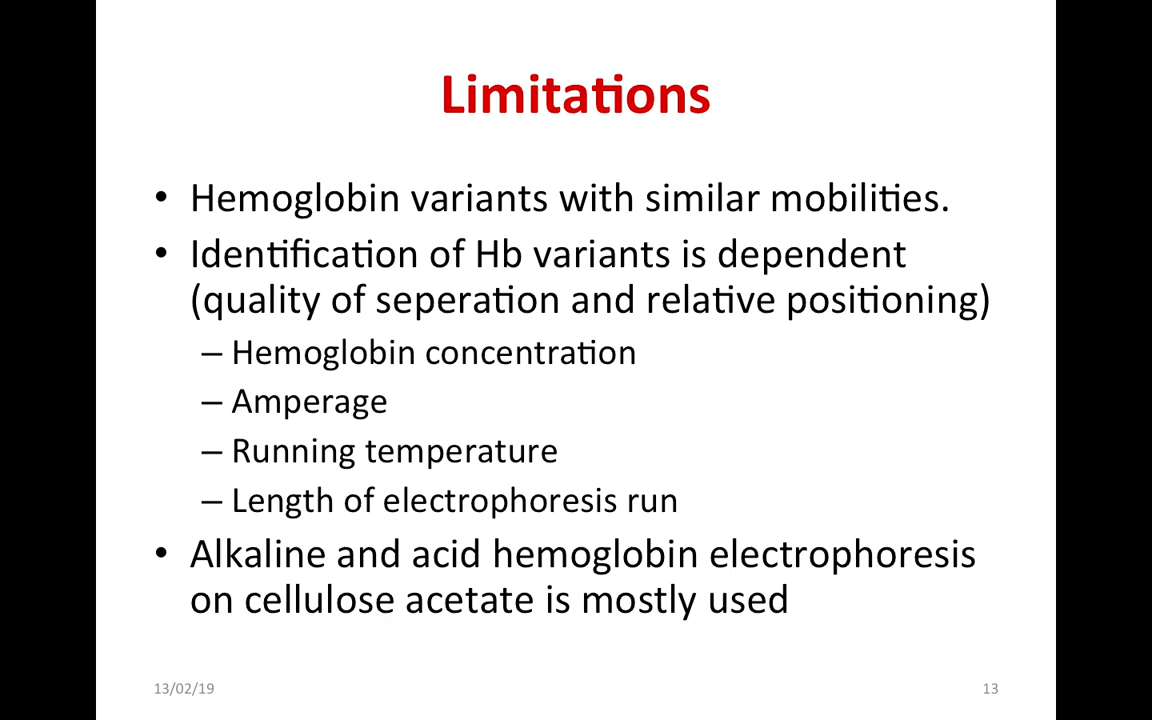 Limitations
• Hemoglobin variants with similar mobilities.
• Identification of Hb variants is dependent
(quality of seperation and relative positioning)
– Hemoglobin concentration
– Amperage
– Running temperature
– Length of electrophoresis run
• Alkaline and acid hemoglobin electrophoresis
on cellulose acetate is mostly used
13/02/19
13